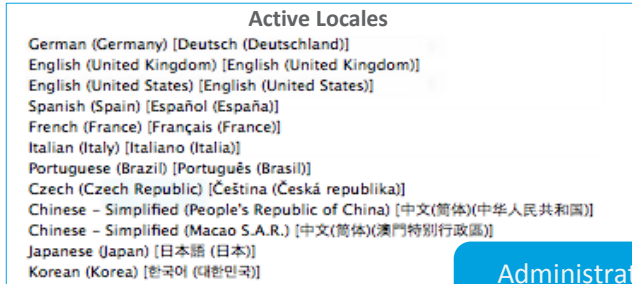 Active Locales
German (Germany) [Deutsch (Deutschland)]
English (United Kingdom) [English (United Kingdom)]
English (United States) [English (United States)]
Spanish (Spain) [Español (España)]
French (France) [Français (France)]
Italian (Italy) [Italiano (Italia)]
Portuguese (Brazil) [Português (Brasil)]
Czech (Czech Republic) [Čeština (Česká republika)]
Chinese – Simplified (People's Republic of China) [中文(简体)(中华人民共和国)]
Chinese – Simplified (Macao S.A.R.) [中文(简体)(澳門特別行政區)]
Japanese (Japan) [日本語 (日本)]
Korean (Korea) [한국어 (대한민국)]
Administrat